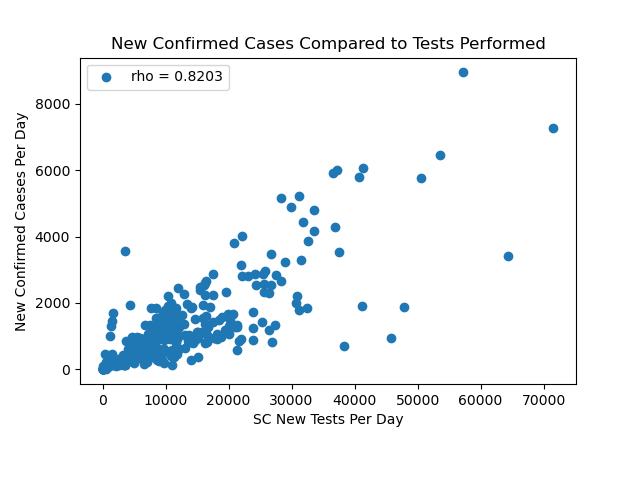 New Confirmed Cases Compared to Tests Performed
rho = 0.8203
New Confirmed Caeses Per Day
8000
6000
4000
2000
0
0 10000 20000 30000 40000 50000 60000 70000
SC New Tests Per Day